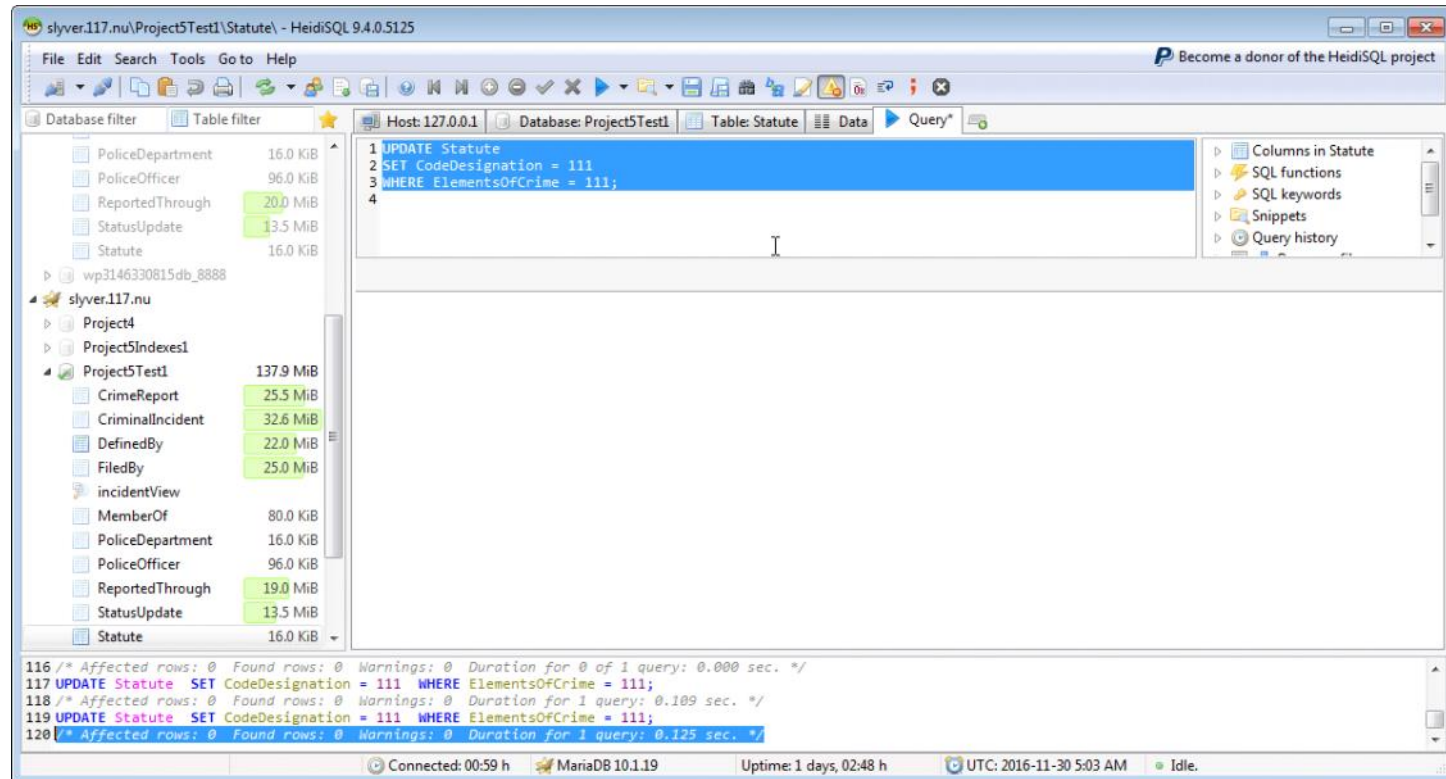 slyver.117.nu\Project5Test1\Statute\ - HeidiSQL 9.4.0.5125
File Edit Search Tools Go to Help
Become a donor of the HeidiSQL project
Database filter Table filter
Host: 127.0.0.1 Database: Project5Test1 Table: Statute Data Query*
PoliceDepartment 16.0 KiB
PoliceOfficer 96.0 KiB
ReportedThrough 20.0 MiB
StatusUpdate 13.5 MiB
Statute 16.0 KiB
wp3146330815db_8888
slyver.117.nu
Project4
Project5Indexes1
Project5Test1 137.9 MiB
CrimeReport 25.5 MiB
CriminalIncident 32.6 MiB
DefinedBy 22.0 MiB
FiledBy 25.0 MiB
incidentView
MemberOf 80.0 KiB
PoliceDepartment 16.0 KiB
PoliceOfficer 96.0 KiB
ReportedThrough 19.0 MiB
StatusUpdate 13.5 MiB
Statute 16.0 KiB
1 UPDATE Statute
2 SET CodeDesignation = 111
3 WHERE ElementsOfCrime = 111;
4
Columns in Statute
SQL functions
SQL keywords
Snippets
Query history
116 /* Affected rows: 0 Found rows: 0 Warnings: 0 Duration for 0 of 1 query: 0.000 sec. */
117 UPDATE Statute SET CodeDesignation = 111 WHERE ElementsOfCrime = 111;
118 /* Affected rows: 0 Found rows: 0 Warnings: 0 Duration for 1 query: 0.109 sec. */
119 UPDATE Statute SET CodeDesignation = 111 WHERE ElementsOfCrime = 111;
120 /* Affected rows: 0 Found rows: 0 Warnings: 0 Duration for 1 query: 0.125 sec. */
Connected: 00:59 h MariaDB 10.1.19 Uptime: 1 days, 02:48 h UTC: 2016-11-30 5:03 AM Idle.